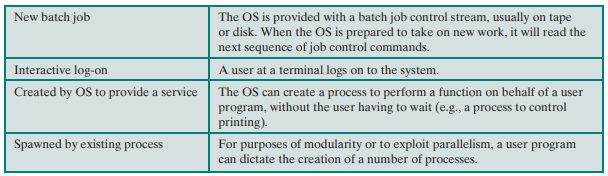 New batch job
The OS is provided with a batch job control stream, usually on tape
or disk. When the OS is prepared to take on new work, it will read the
next sequence of job control commands.
Interactive log-on
A user at a terminal logs on to the system.
Created by OS to provide a service
The OS can create a process to perform a function on behalf of a user
program, without the user having to wait (e.g., a process to control
printing).
Spawned by existing process
For purposes of modularity or to exploit parallelism, a user program
can dictate the creation of a number of processes.